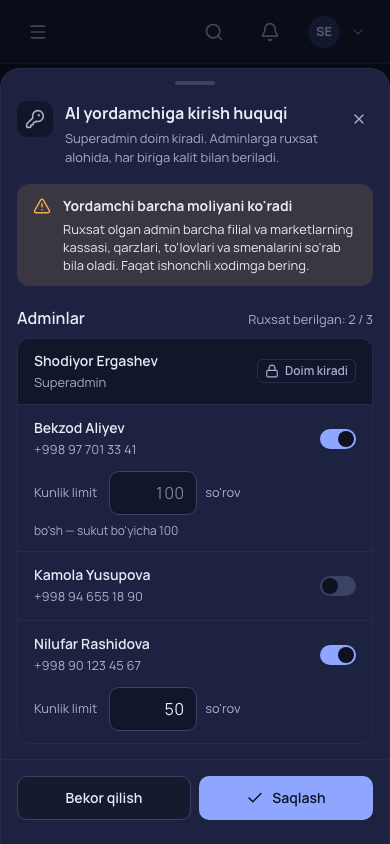 SE
AI yordamchiga kirish huquqi
Superadmin doim kiradi. Adminlarga ruxsat
alohida, har biriga kalit bilan beriladi.
Yordamchi barcha moliyani ko'radi
Ruxsat olgan admin barcha filial va marketlarning
kassasi, qarzlari, to'lovlari va smenalarini so'rab
bila oladi. Faqat ishonchli xodimga bering.
Adminlar
Ruxsat berilgan: 2 / 3
Shodiyor Ergashev
Superadmin
Doim kiradi
Bekzod Aliyev
+998 97 701 33 41
Kunlik limit 100 so'rov
bo'sh — sukut bo'yicha 100
Kamola Yusupova
+998 94 655 18 90
Nilufar Rashidova
+998 90 123 45 67
Kunlik limit 50 so'rov
Bekor qilish
Saqlash